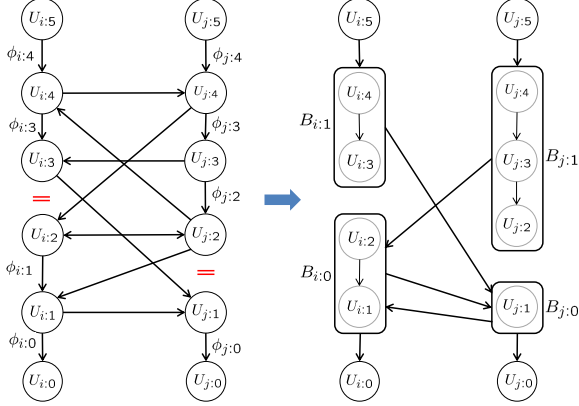 U_{i:5} U_{j:5} U_{i:5} U_{j:5}
ϕ_{i:4} ϕ_{j:4}
U_{i:4} U_{j:4} U_{i:4} U_{j:4}
ϕ_{i:3} ϕ_{j:3} B_{i:1}
U_{i:3} U_{j:3} U_{i:3} U_{j:3} B_{j:1}
= ϕ_{j:2}
U_{i:2} U_{j:2} U_{i:2} U_{j:2}
ϕ_{i:1} = B_{i:0}
U_{i:1} U_{j:1} U_{i:1} U_{j:1} B_{j:0}
ϕ_{i:0} ϕ_{j:0}
U_{i:0} U_{j:0} U_{i:0} U_{j:0}